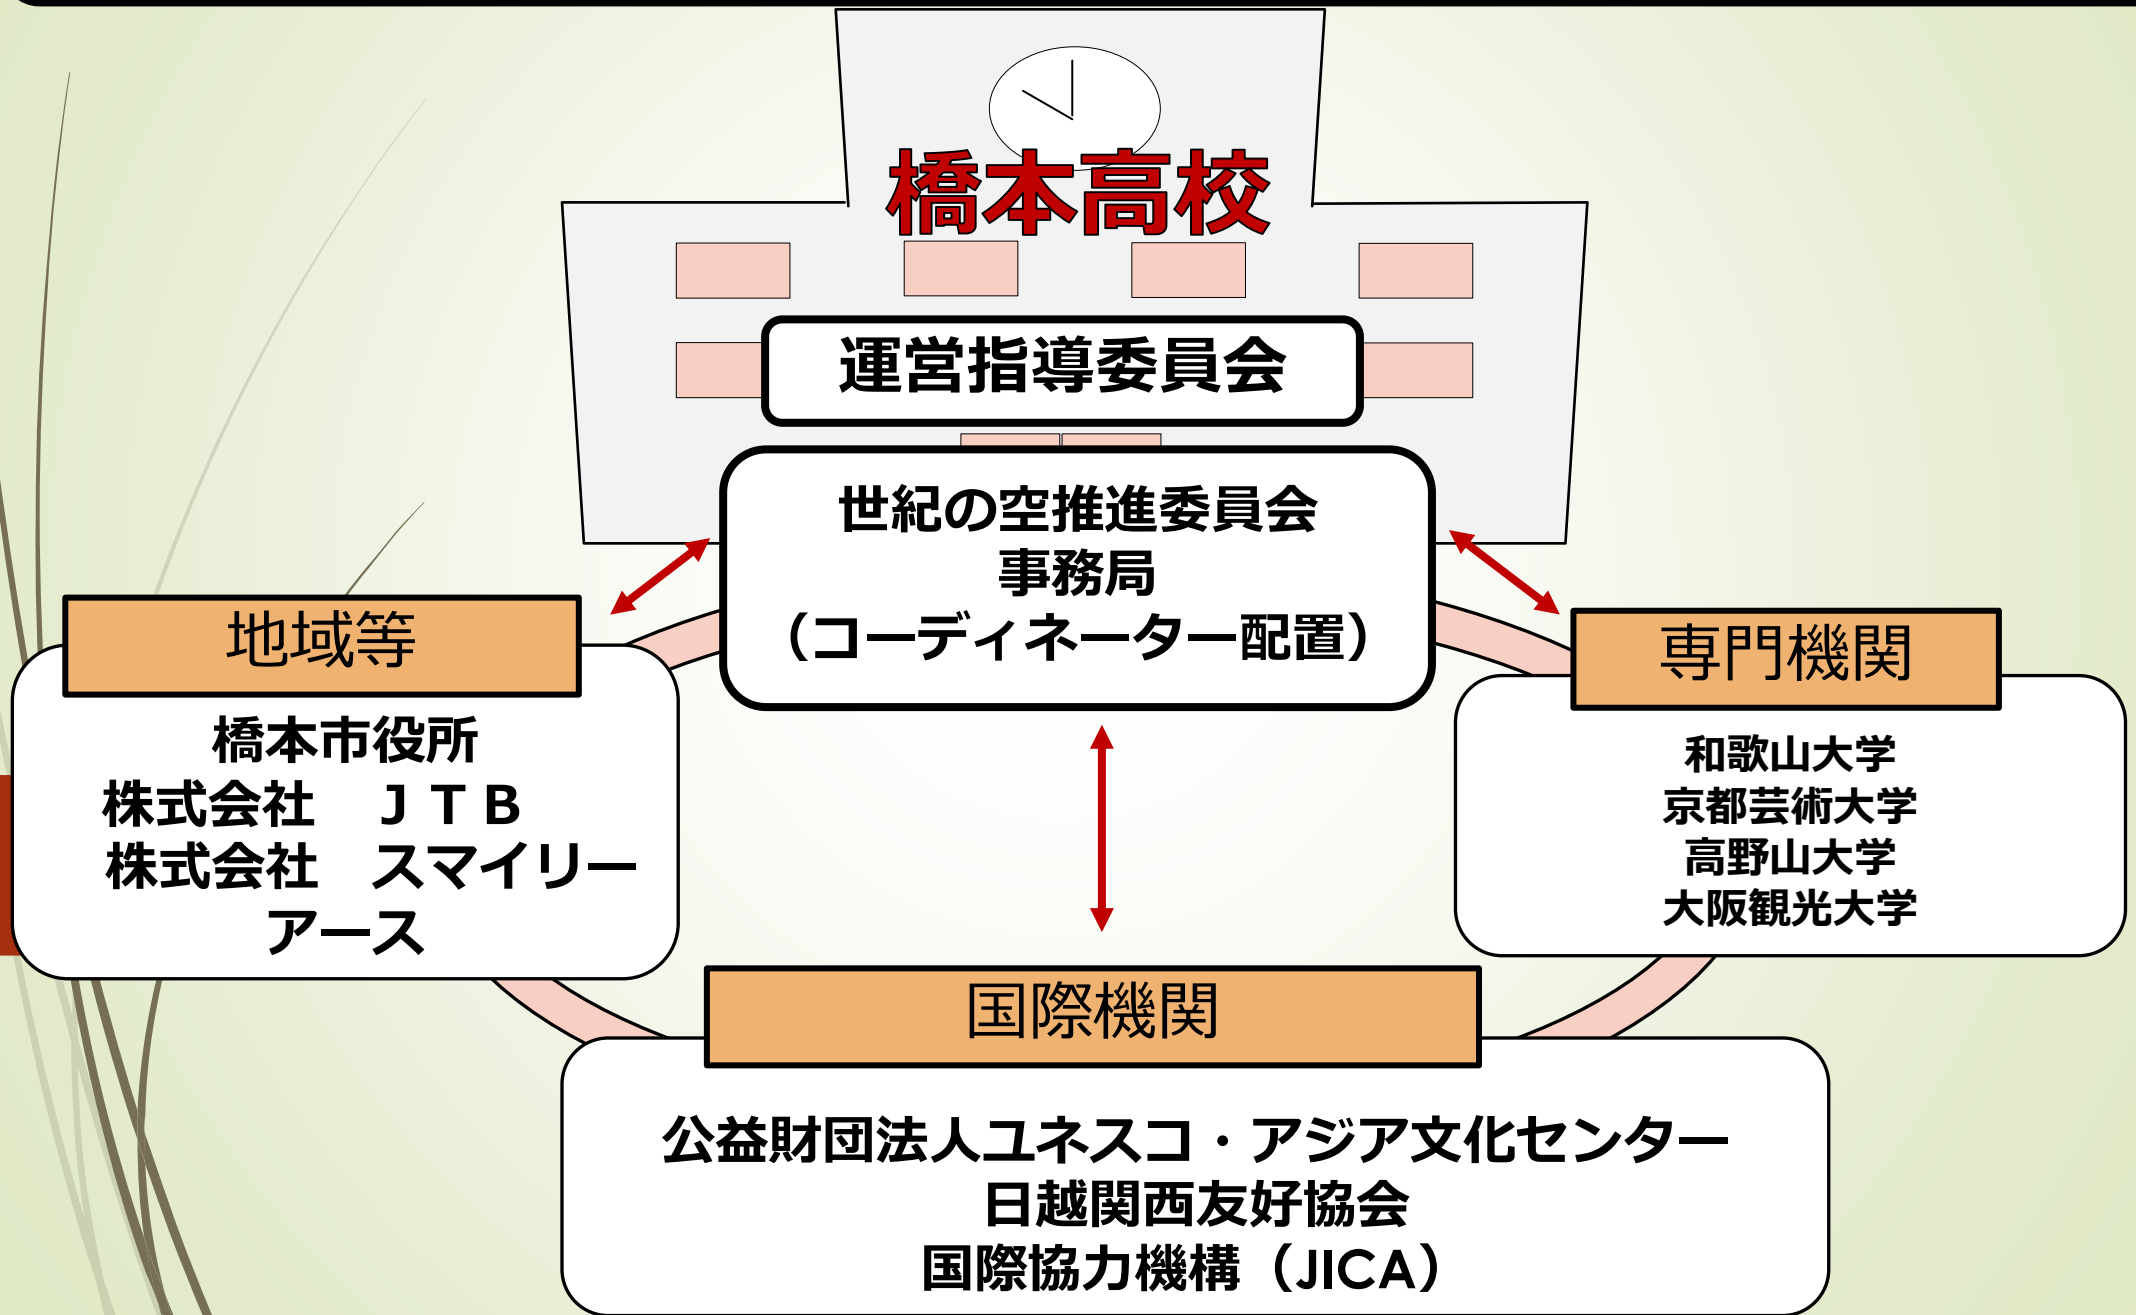 橋本高校
運営指導委員会
世紀の空推進委員会
事務局
（コーディネーター配置）
地域等
橋本市役所
株式会社　ＪＴＢ
株式会社　スマイリー
アース
専門機関
和歌山大学
京都芸術大学
高野山大学
大阪観光大学
国際機関
公益財団法人ユネスコ・アジア文化センター
日越関西友好協会
国際協力機構（JICA）